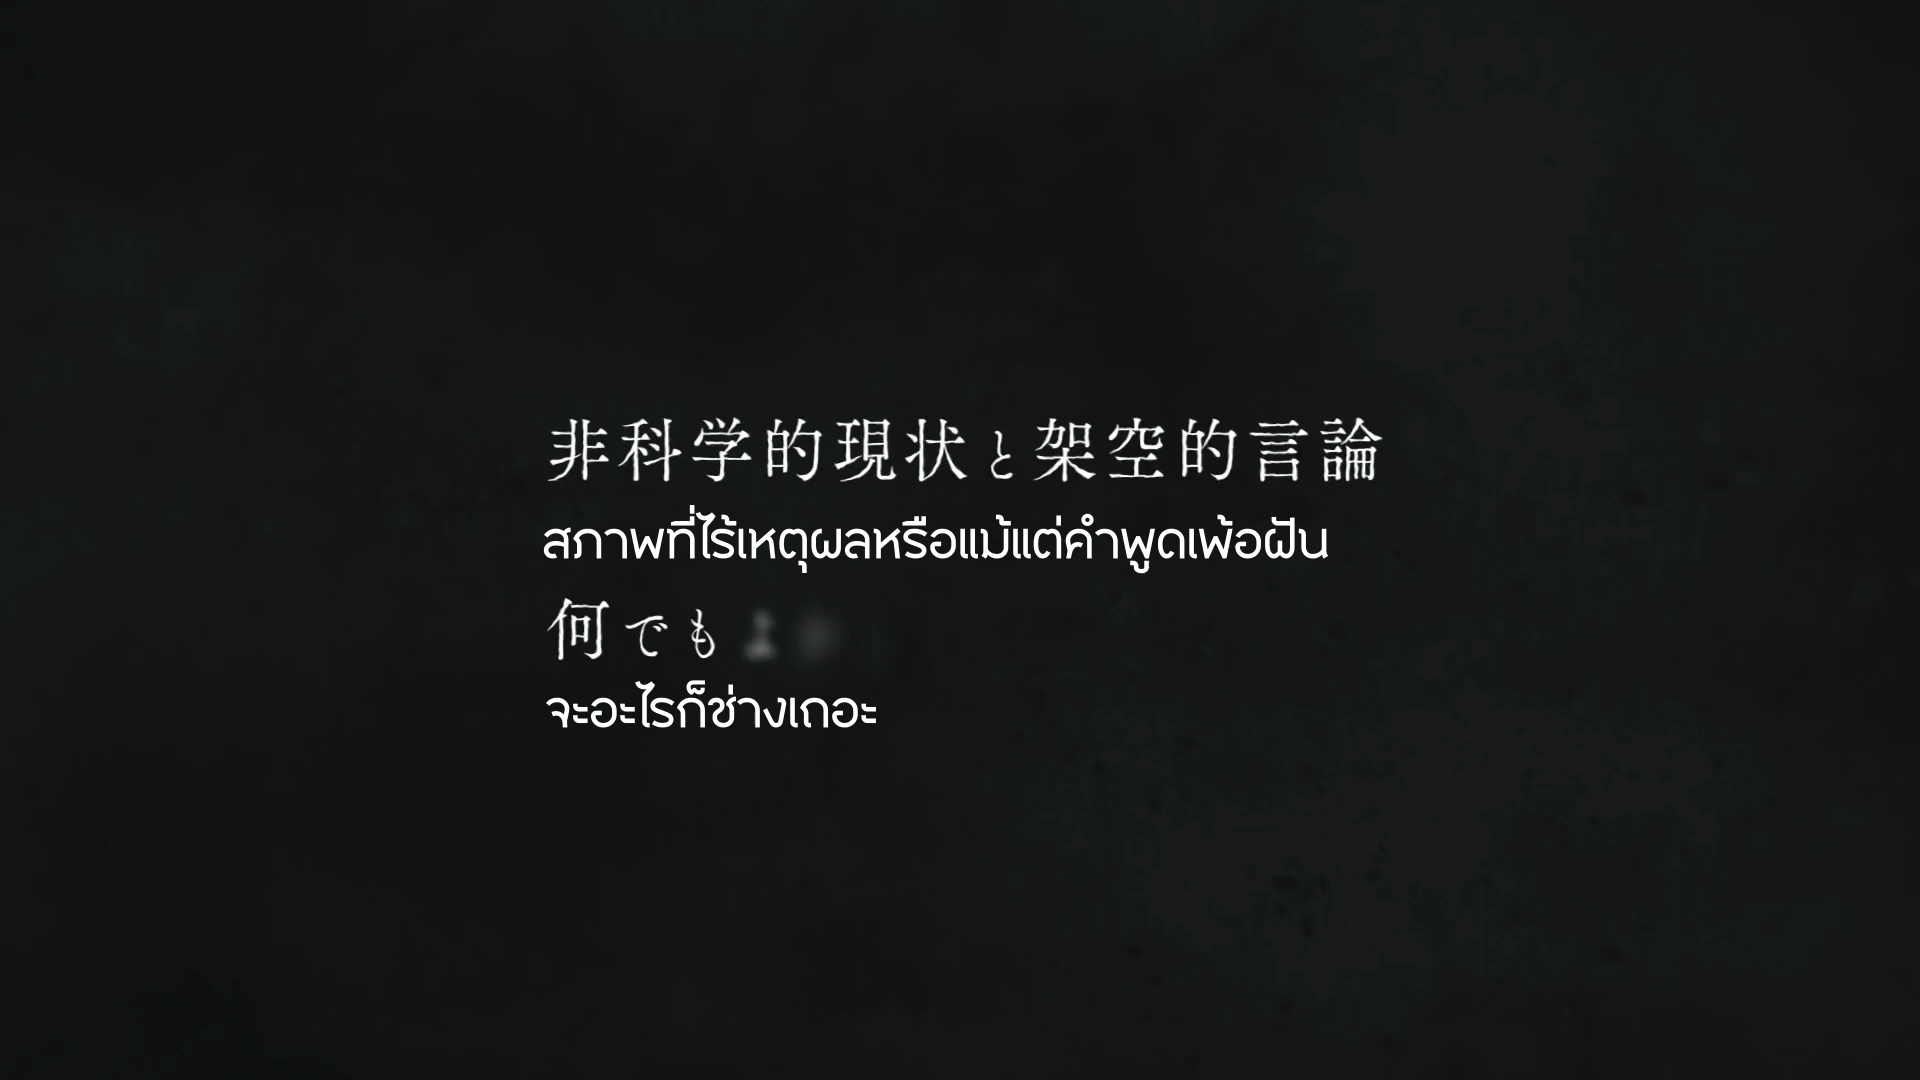 非科学的現状と架空的言論
สภาพที่ไร้เหตุผลหรือแม้แต่คำพูดเพ้อฝัน
何でも
จะอะไรก็ช่างเถอะ